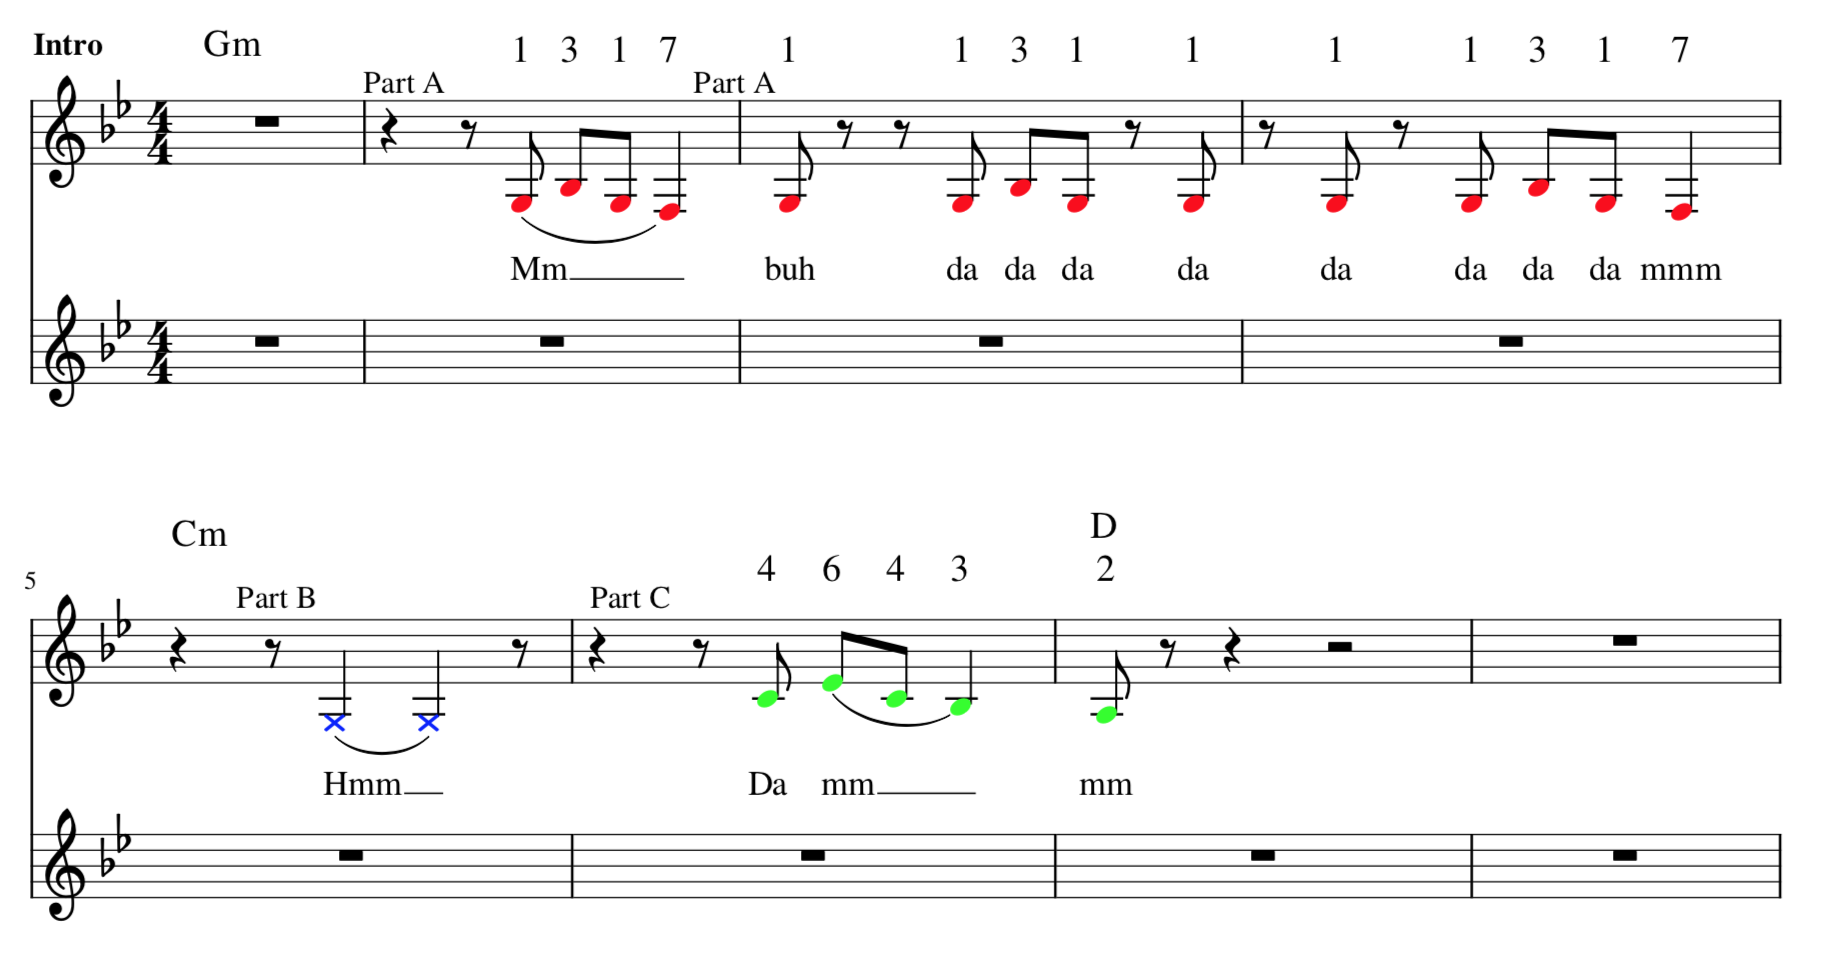 Intro Gm 1 3 1 7 1 1 3 1 1 1 1 3 1 7
Part A Part A
4 4
Mm buh da da da da da da da da mmm
4 4
Cm D
4 6 4 3 2
5 Part B Part C
Hmm Da mm mm